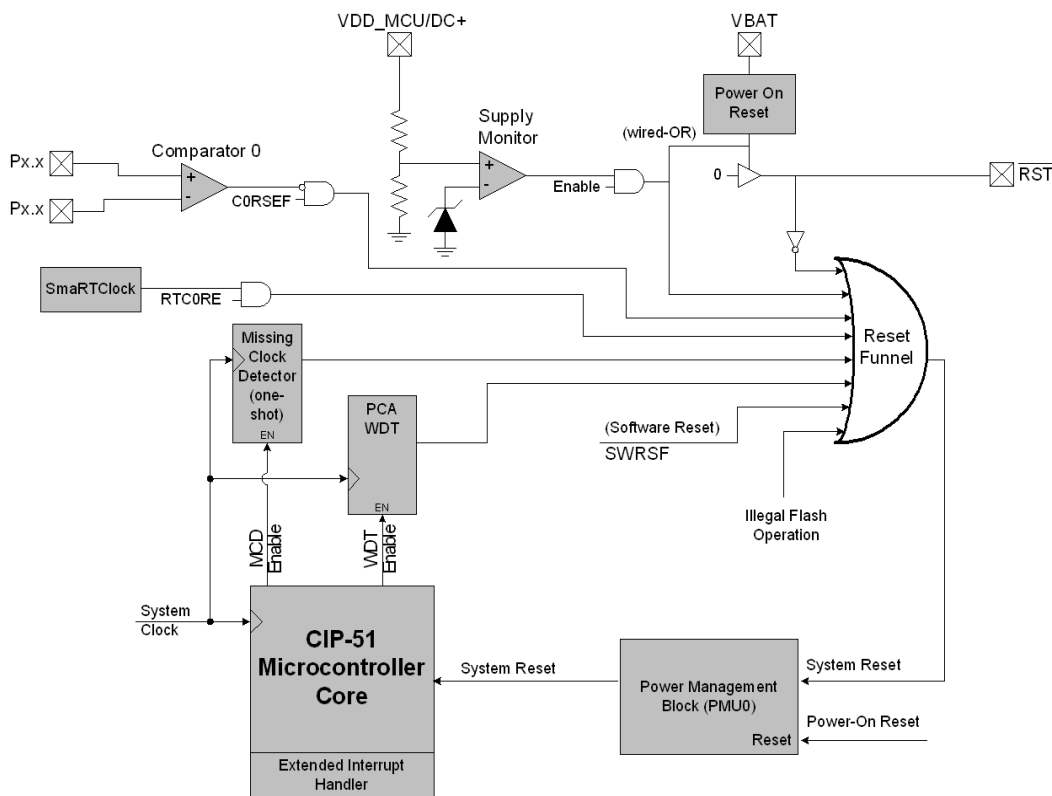 VDD_MCU/DC+
VBAT
Power On
Reset
Supply
Monitor
(wired-OR)
Comparator 0
Px.x
+
-
Px.x
C0RSEF
+
-
Enable
0
RST
SmaRTClock
RTC0RE
Missing
Clock
Detector
(one-
shot)
EN
PCA
WDT
EN
Reset
Funnel
(Software Reset)
SWRSF
Illegal Flash
Operation
MCD
Enable
WDT
Enable
System
Clock
CIP-51
Microcontroller
Core
Extended Interrupt
Handler
System Reset
Power Management
Block (PMU0)
Reset
System Reset
Power-On Reset